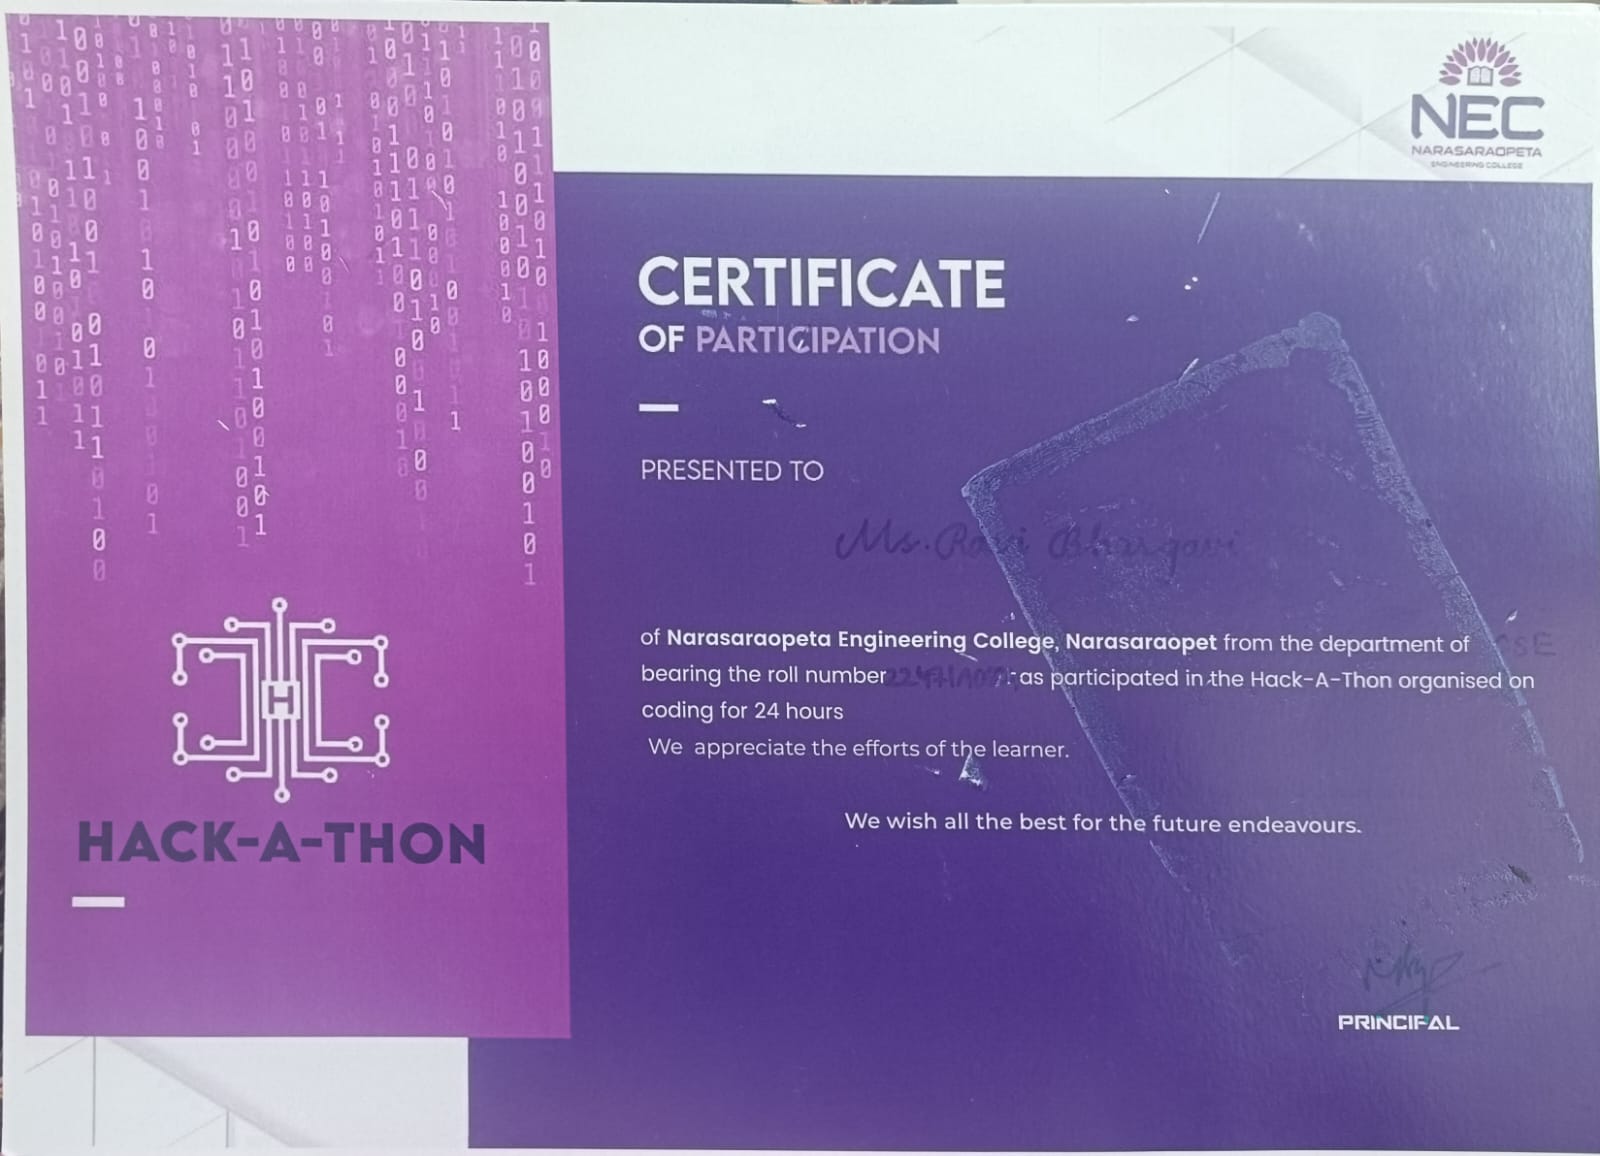 NEC
NARASARAOPETA
ENGINEERING COLLEGE
CERTIFICATE
OF PARTICIPATION
PRESENTED TO
Ms. Ravi Bhargavi
of Narasaraopeta Engineering College, Narasaraopet from the department of CSE
bearing the roll number as participated in the Hack-A-Thon organised on
coding for 24 hours
We appreciate the efforts of the learner.
We wish all the best for the future endeavours.
PRINCIPAL
H
HACK-A-THON